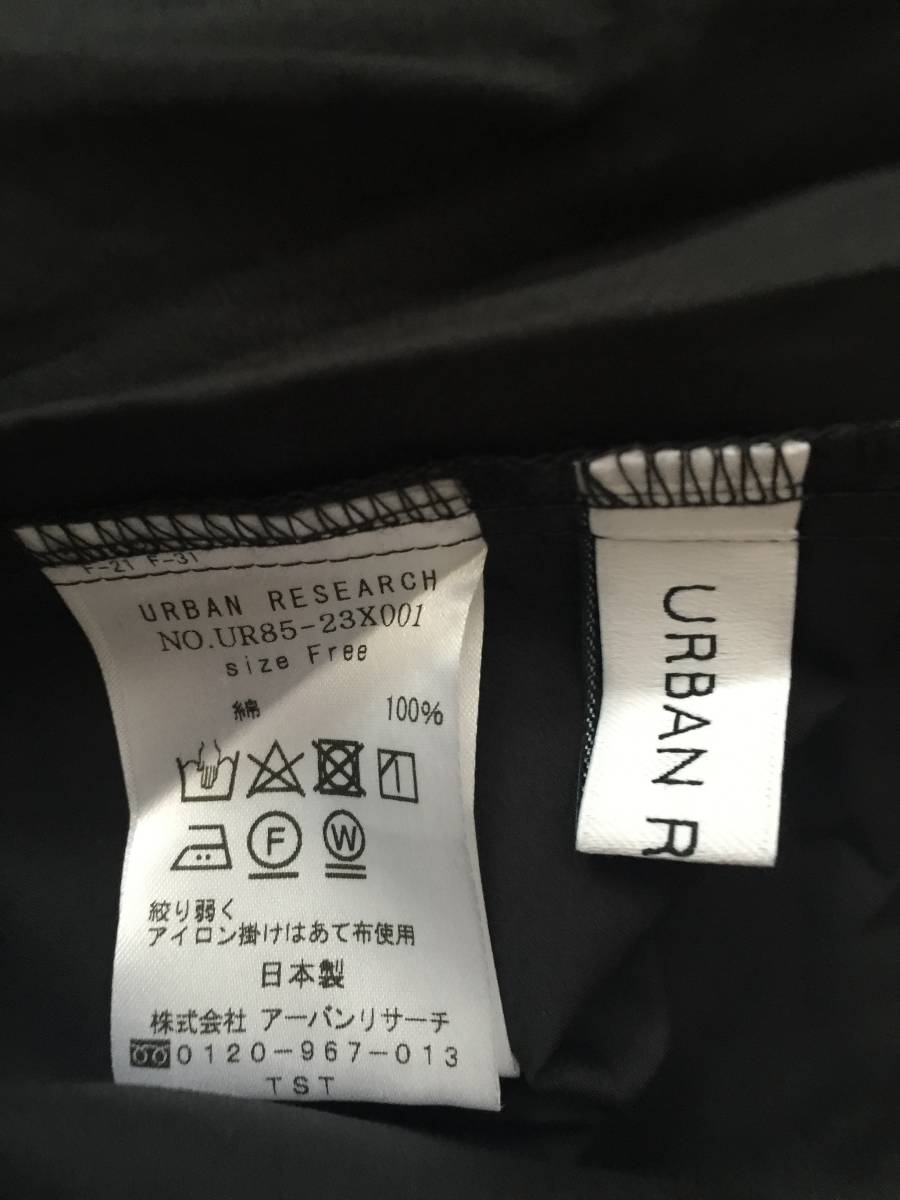 F-21 F-31
URBAN RESEARCH
NO.UR85-23X001
size Free
綿 100%
F W
絞り弱く
アイロン掛けはあて布使用
日本製
株式会社 アーバンリサーチ
0120-967-013
TST
URBAN R